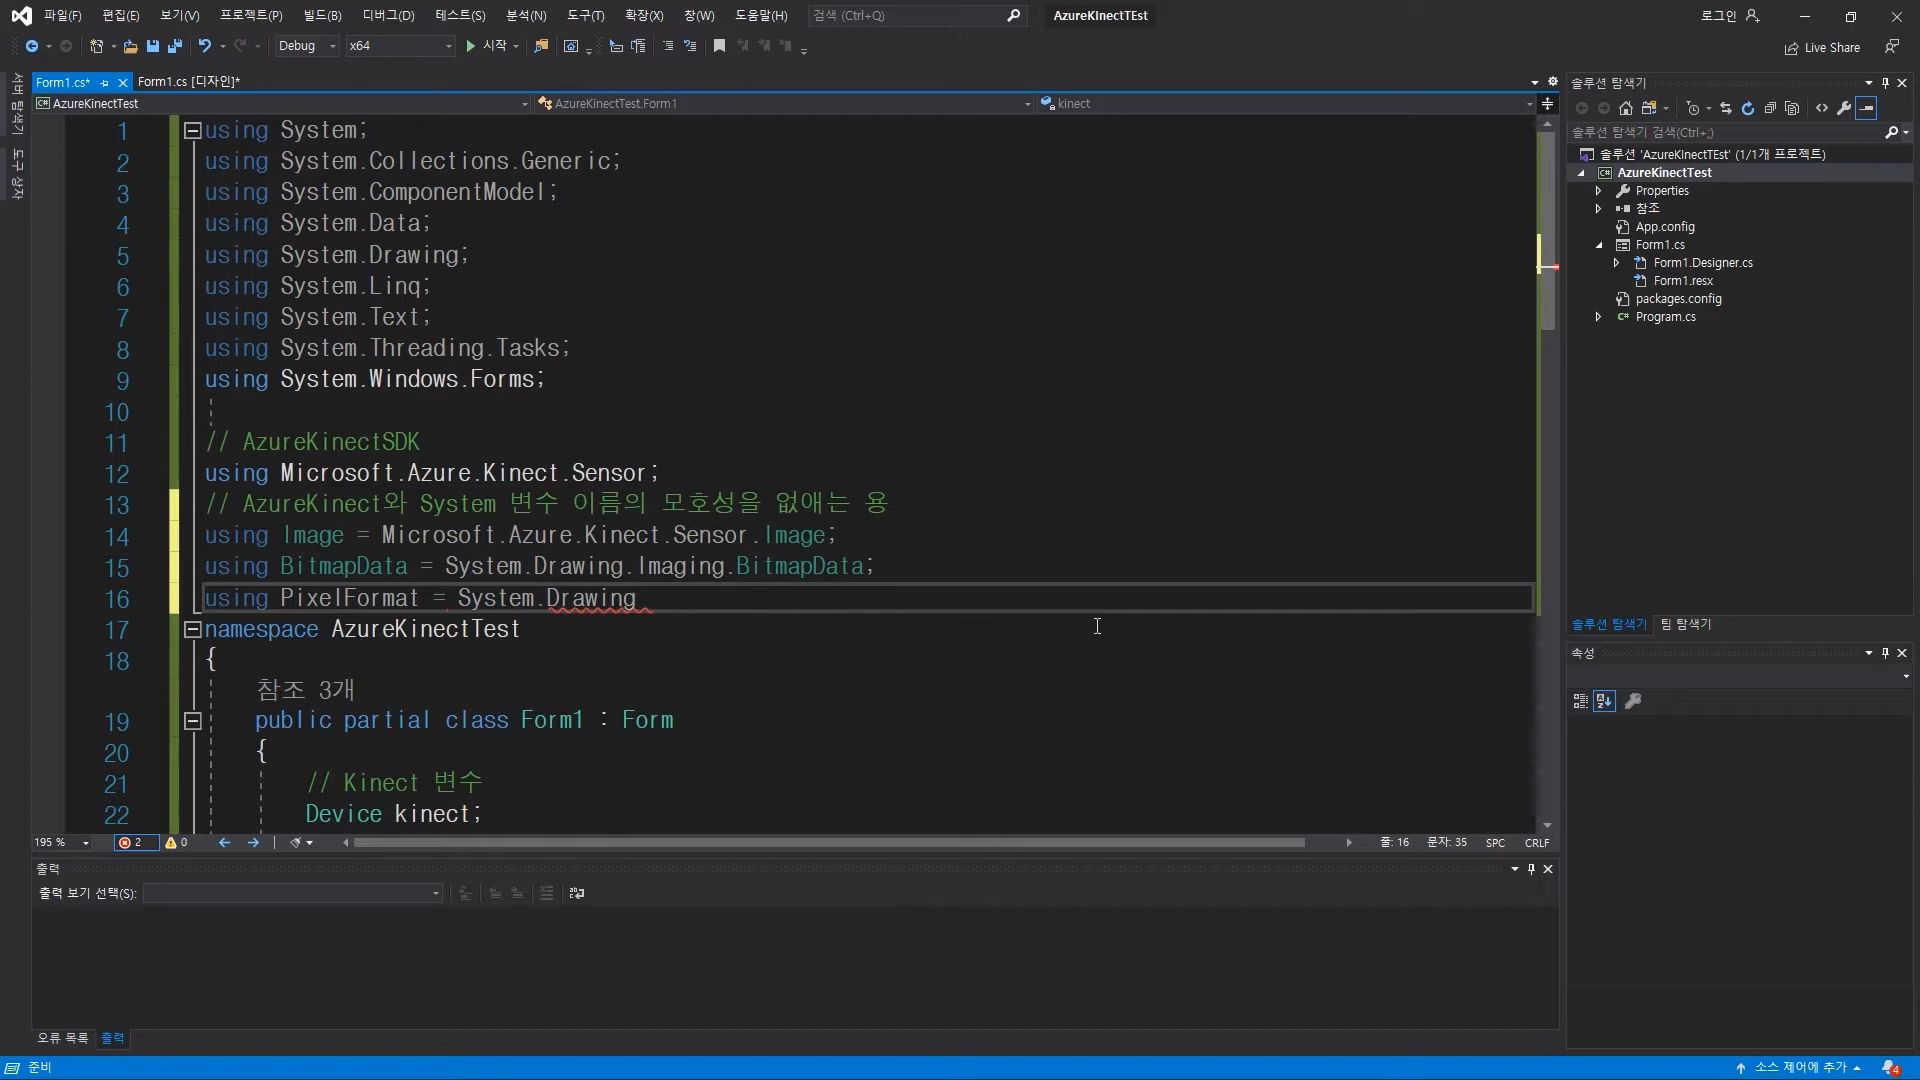 파일(F) 편집(E) 보기(V) 프로젝트(P) 빌드(B) 디버그(D) 테스트(S) 분석(N) 도구(T) 확장(X) 창(W) 도움말(H) 검색 (Ctrl+Q) AzureKInectTEst 로그인
Debug x64 시작 Live Share
서버 탐색기
도구 상자
Form1.cs* Form1.cs [디자인]*
AzureKinectTest AzureKinectTest.Form1 kinect
1 using System;
2 using System.Collections.Generic;
3 using System.ComponentModel;
4 using System.Data;
5 using System.Drawing;
6 using System.Linq;
7 using System.Text;
8 using System.Threading.Tasks;
9 using System.Windows.Forms;
10
11 // AzureKinectSDK
12 using Microsoft.Azure.Kinect.Sensor;
13 // AzureKinect와 System 변수 이름의 모호성을 없애는 용
14 using Image = Microsoft.Azure.Kinect.Sensor.Image;
15 using BitmapData = System.Drawing.Imaging.BitmapData;
16 using PixelFormat = System.Drawing
17 namespace AzureKinectTest
18 {
참조 3개
19 public partial class Form1 : Form
20 {
21 // Kinect 변수
22 Device kinect;
195 % 2 0 줄: 16 문자: 35 SPC CRLF
출력
출력 보기 선택(S):
오류 목록 출력
솔루션 탐색기
솔루션 탐색기 검색(Ctrl+;)
솔루션 'AzureKInectTEst' (1/1개 프로젝트)
AzureKinectTest
Properties
참조
App.config
Form1.cs
Form1.Designer.cs
Form1.resx
packages.config
Program.cs
솔루션 탐색기 팀 탐색기
속성
준비 소스 제어에 추가 4